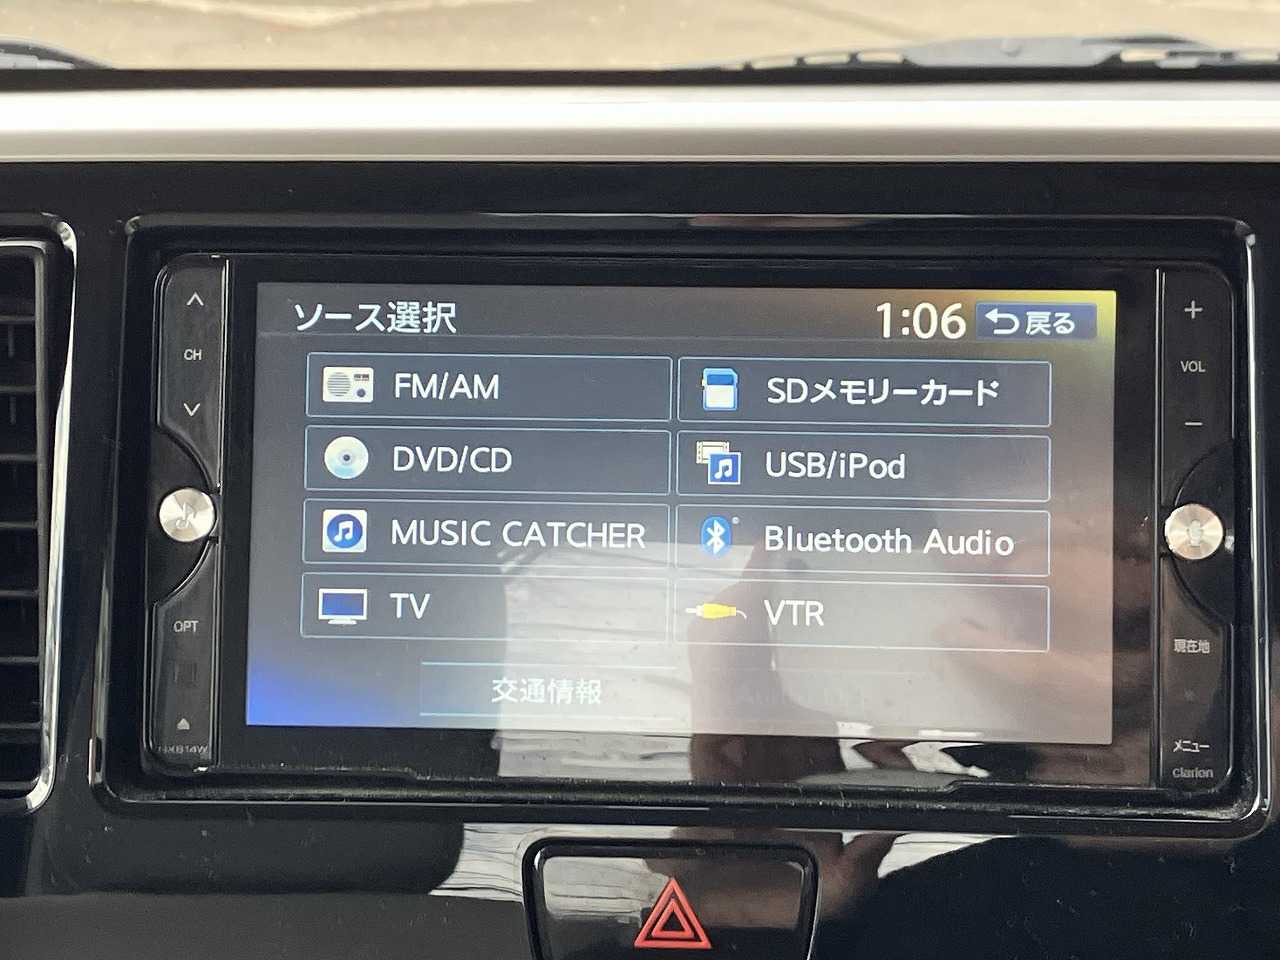 ソース選択 1:06 戻る
FM/AM SDメモリーカード
DVD/CD USB/iPod
MUSIC CATCHER Bluetooth Audio
TV VTR
交通情報
CH
OPT
NX814W
+
VOL
−
現在地
メニュー
clarion